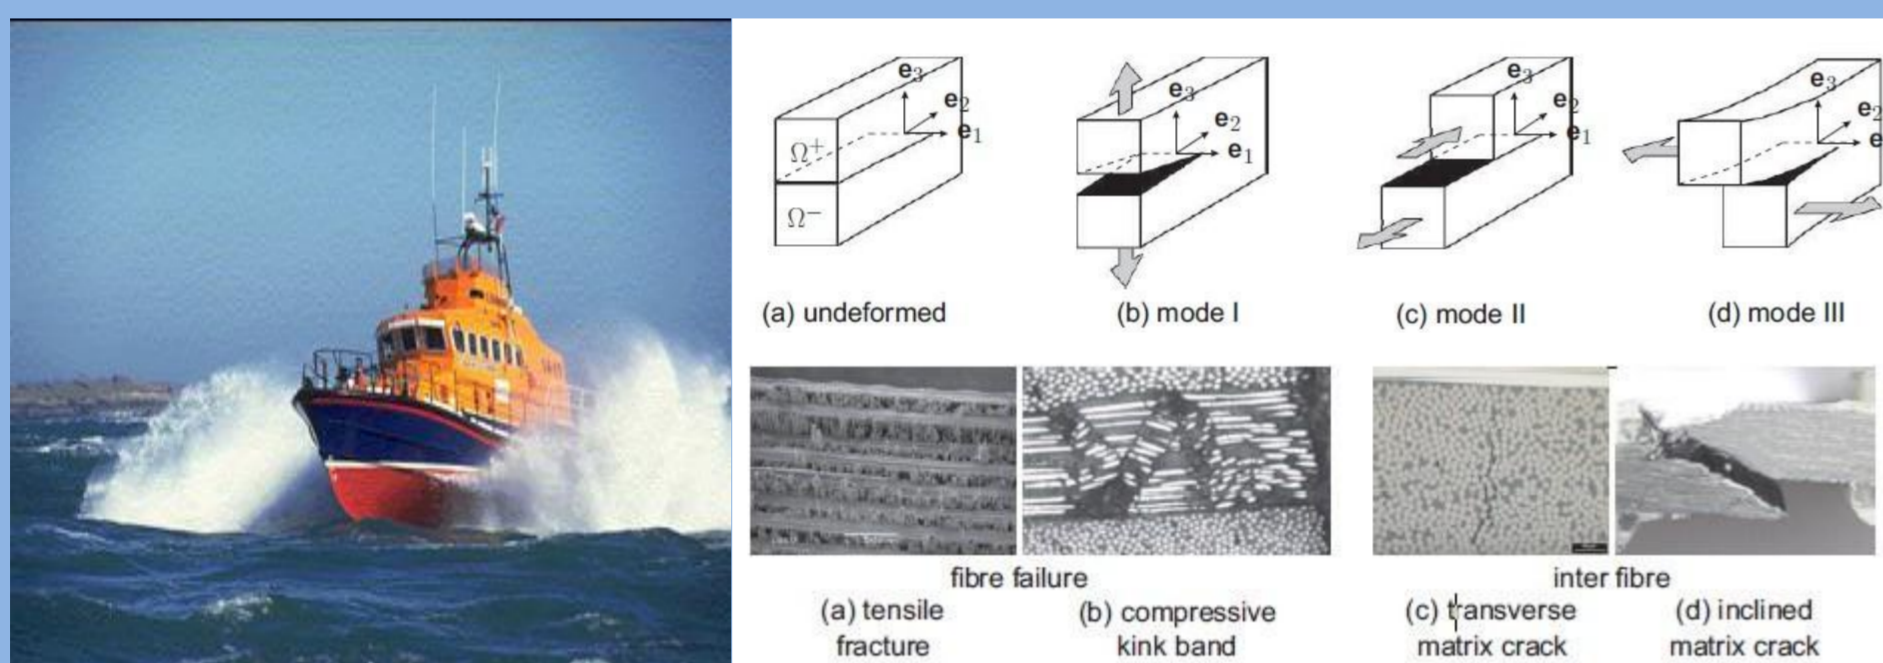 e3
e2
e1
Ω+
Ω−
e3
e2
e1
e3
e2
e1
e3
e2
e
(a) undeformed
(b) mode I
(c) mode II
(d) mode III
fibre failure
inter fibre
(a) tensile
fracture
(b) compressive
kink band
(c) transverse
matrix crack
(d) inclined
matrix crack